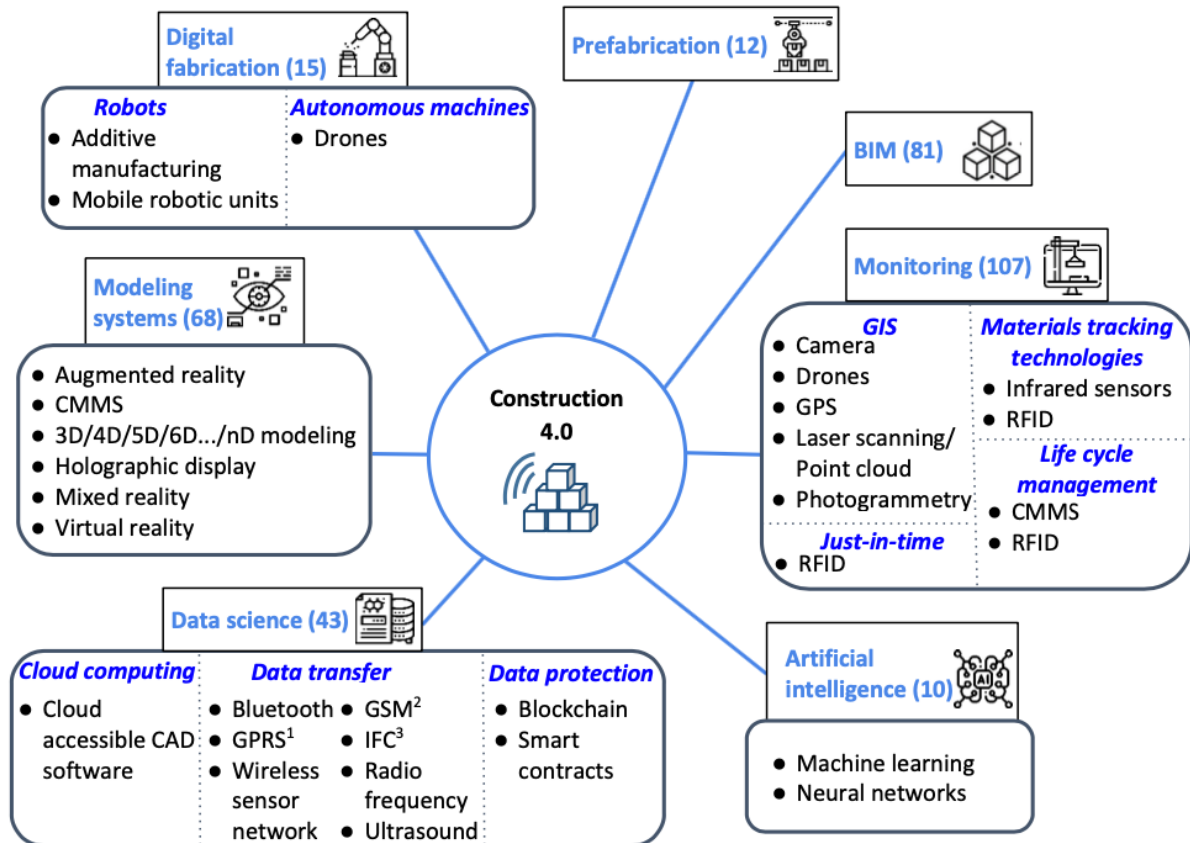 Digital
fabrication (15)
Robots
● Additive
manufacturing
● Mobile robotic units
Autonomous machines
● Drones
Prefabrication (12)
BIM (81)
Monitoring (107)
GIS
● Camera
● Drones
● GPS
● Laser scanning/
Point cloud
● Photogrammetry
Just-in-time
● RFID
Materials tracking
technologies
● Infrared sensors
● RFID
Life cycle
management
● CMMS
● RFID
Modeling
systems (68)
● Augmented reality
● CMMS
● 3D/4D/5D/6D.../nD modeling
● Holographic display
● Mixed reality
● Virtual reality
Construction
4.0
Data science (43)
Cloud computing
● Cloud
accessible CAD
software
Data transfer
● Bluetooth
● GPRS¹
● Wireless
sensor
network
● GSM²
● IFC³
● Radio
frequency
● Ultrasound
Data protection
● Blockchain
● Smart
contracts
Artificial
intelligence (10)
AI
● Machine learning
● Neural networks